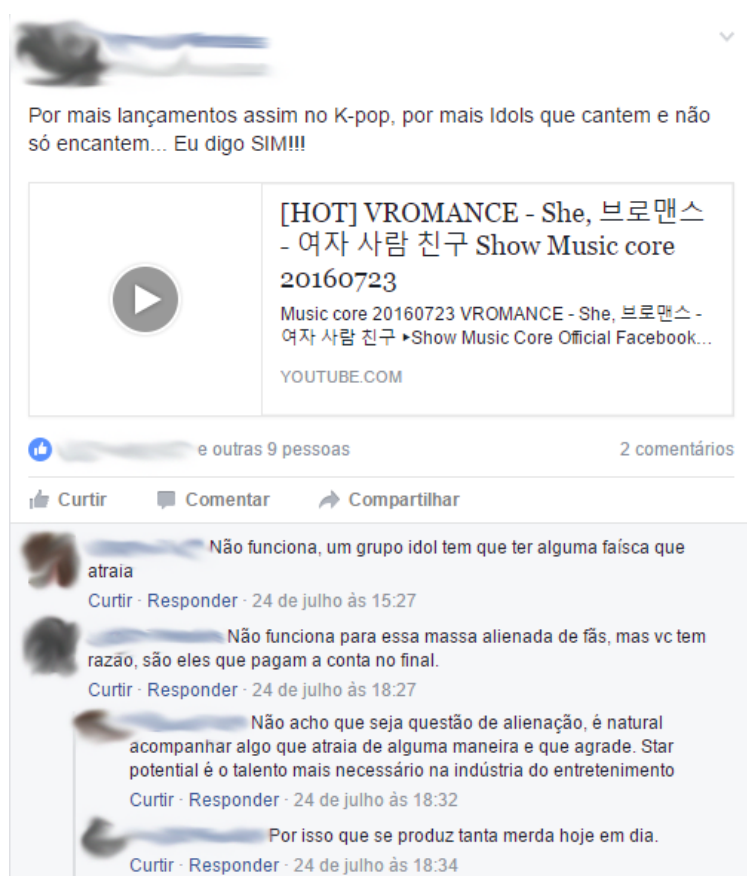 Por mais lançamentos assim no K-pop, por mais Idols que cantem e não
só encantem... Eu digo SIM!!!
[HOT] VROMANCE - She, 브로맨스
- 여자 사람 친구 Show Music core
20160723
Music core 20160723 VROMANCE - She, 브로맨스 -
여자 사람 친구 ▸Show Music Core Official Facebook...
YOUTUBE.COM
e outras 9 pessoas 2 comentários
Curtir Comentar Compartilhar
Não funciona, um grupo idol tem que ter alguma faísca que
atraia
Curtir · Responder · 24 de julho às 15:27
Não funciona para essa massa alienada de fãs, mas vc tem
razão, são eles que pagam a conta no final.
Curtir · Responder · 24 de julho às 18:27
Não acho que seja questão de alienação, é natural
acompanhar algo que atraia de alguma maneira e que agrade. Star
potential é o talento mais necessário na indústria do entretenimento
Curtir · Responder · 24 de julho às 18:32
Por isso que se produz tanta merda hoje em dia.
Curtir · Responder · 24 de julho às 18:34